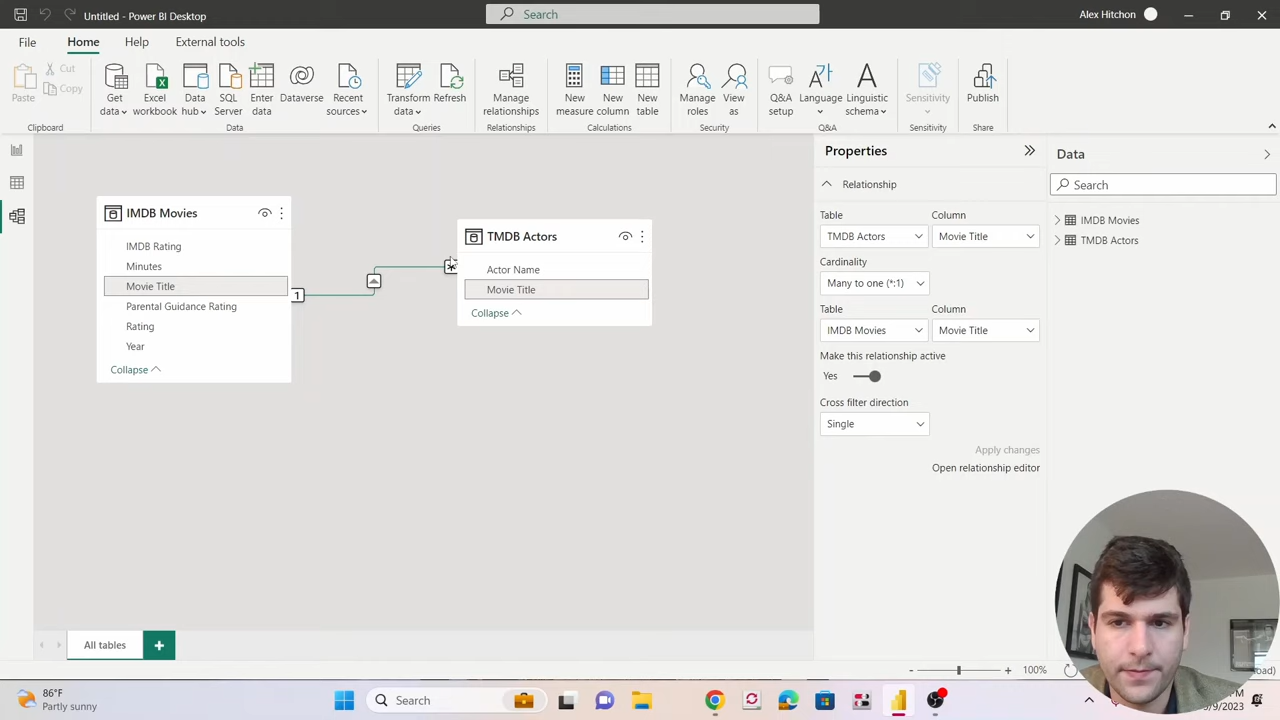 Untitled - Power BI Desktop
Search
Alex Hitchon
File
Home
Help
External tools
Paste
Cut
Copy
Get data
Excel workbook
Data hub
SQL Server
Enter data
Dataverse
Recent sources
Transform data
Refresh
Manage relationships
New measure
New column
New table
Manage roles
View as
Q&A setup
Language
Linguistic schema
Sensitivity
Publish
Clipboard
Data
Queries
Relationships
Calculations
Security
Q&A
Sensitivity
Share
IMDB Movies
IMDB Rating
Minutes
Movie Title
Parental Guidance Rating
Rating
Year
Collapse
1
*
TMDB Actors
Actor Name
Movie Title
Collapse
Properties
Relationship
Table
Column
TMDB Actors
Movie Title
Cardinality
Many to one (*:1)
Table
Column
IMDB Movies
Movie Title
Make this relationship active
Yes
Cross filter direction
Single
Apply changes
Open relationship editor
Data
Search
IMDB Movies
TMDB Actors
All tables
+
- + 100%
86°F
Partly sunny
Search